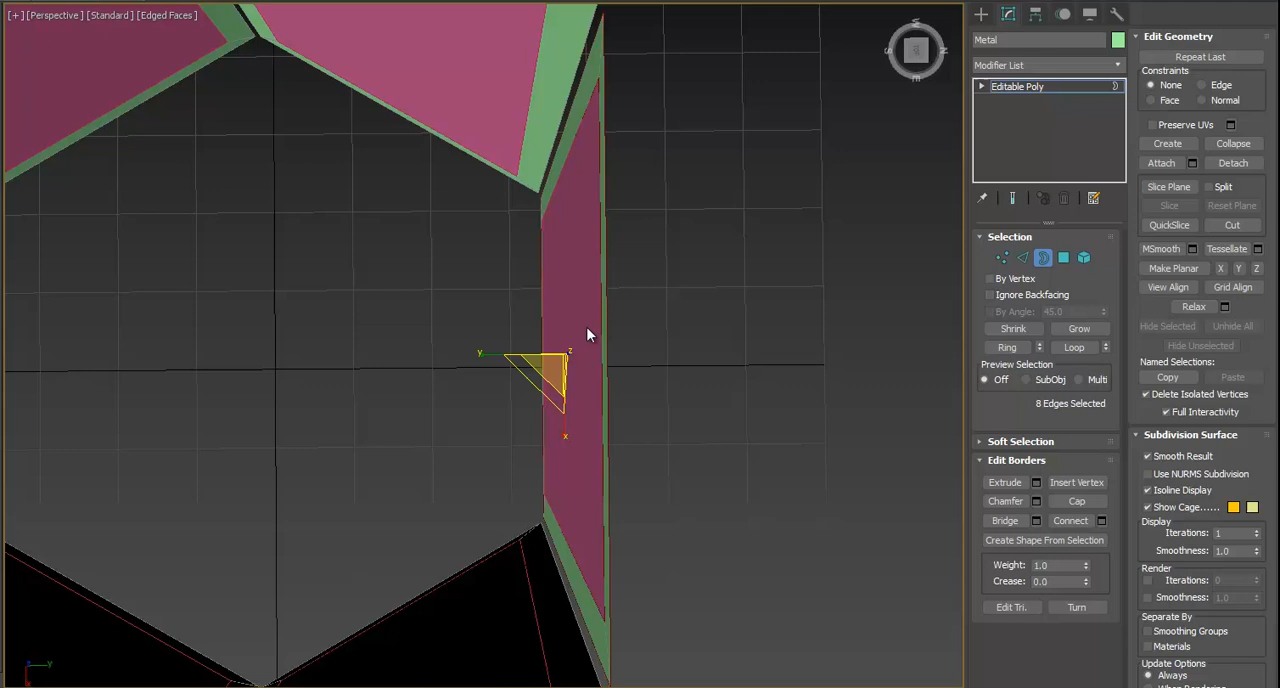 [+] [Perspective] [Standard] [Edged Faces]
W
S
N
E
y
z
x
y
Metal
Modifier List
Editable Poly
Selection
By Vertex
Ignore Backfacing
By Angle: 45.0
Shrink Grow
Ring Loop
Preview Selection
Off SubObj Multi
8 Edges Selected
Soft Selection
Edit Borders
Extrude Insert Vertex
Chamfer Cap
Bridge Connect
Create Shape From Selection
Weight: 1.0
Crease: 0.0
Edit Tri. Turn
Edit Geometry
Repeat Last
Constraints
None Edge
Face Normal
Preserve UVs
Create Collapse
Attach Detach
Slice Plane Split
Slice Reset Plane
QuickSlice Cut
MSmooth Tessellate
Make Planar X Y Z
View Align Grid Align
Relax
Hide Selected Unhide All
Hide Unselected
Named Selections:
Copy Paste
Delete Isolated Vertices
Full Interactivity
Subdivision Surface
Smooth Result
Use NURMS Subdivision
Isoline Display
Show Cage......
Display
Iterations: 1
Smoothness: 1.0
Render
Iterations: 0
Smoothness: 1.0
Separate By
Smoothing Groups
Materials
Update Options
Always
When Rendering